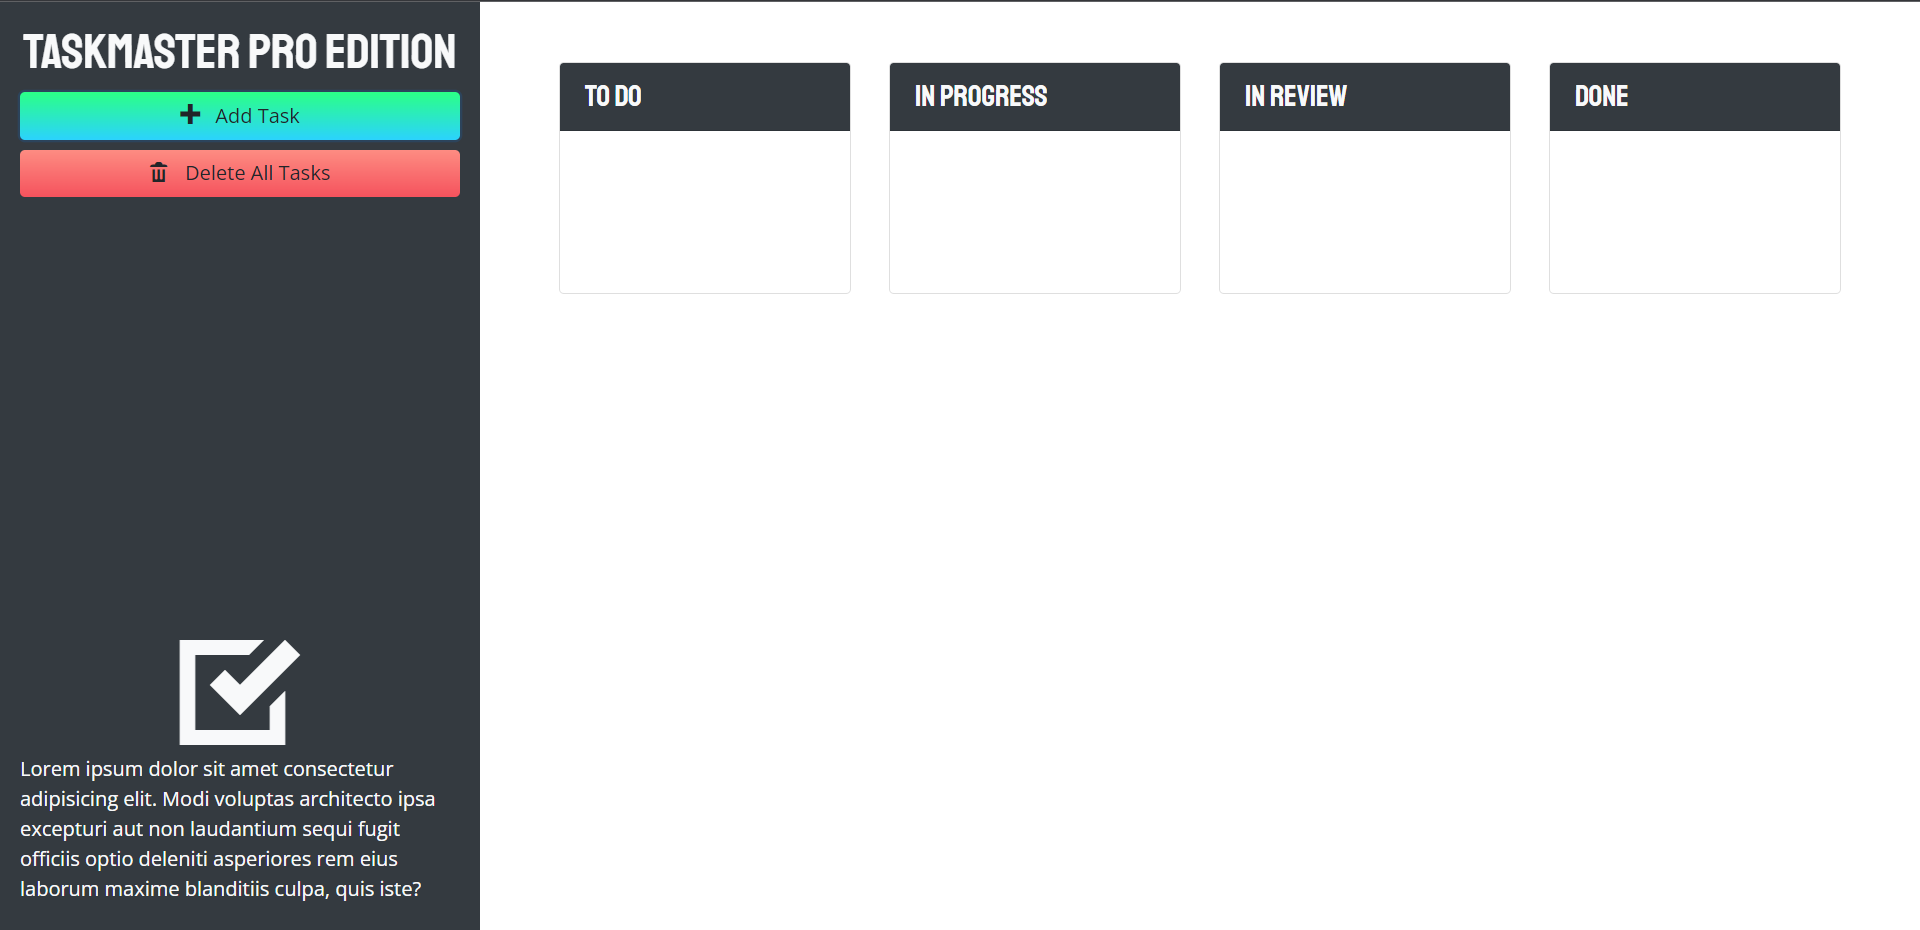 TASKMASTER PRO EDITION
Add Task
Delete All Tasks
Lorem ipsum dolor sit amet consectetur
adipisicing elit. Modi voluptas architecto ipsa
excepturi aut non laudantium sequi fugit
officiis optio deleniti asperiores rem eius
laborum maxime blanditiis culpa, quis iste?
TO DO
IN PROGRESS
IN REVIEW
DONE